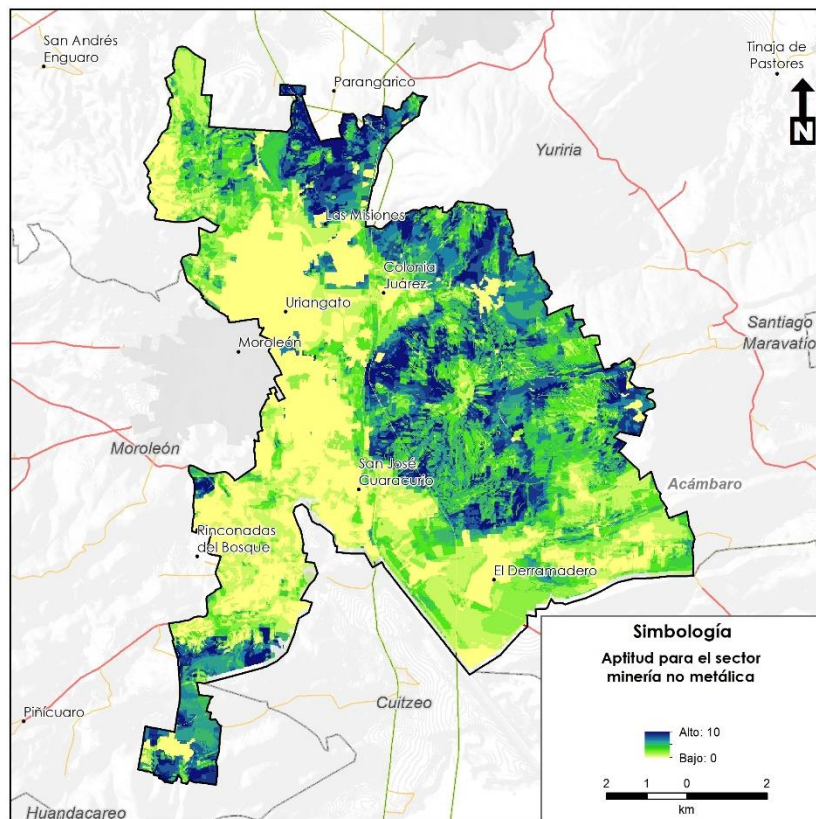 San Andrés
Enguaro
Tinaja de
Pastores
Parangarico
N
Yuriria
Las Misiones
Colonia
Juárez
Uriangato
Santiago
Maravatío
Moroleón
Moroleón
San José
Cuaracurio
Acámbaro
Rinconadas
del Bosque
El Derramadero
Simbología
Aptitud para el sector
minería no metálica
Alto: 10
Bajo: 0
2 1 0 2
km
Cuitzeo
Piñícuaro
Huandacareo